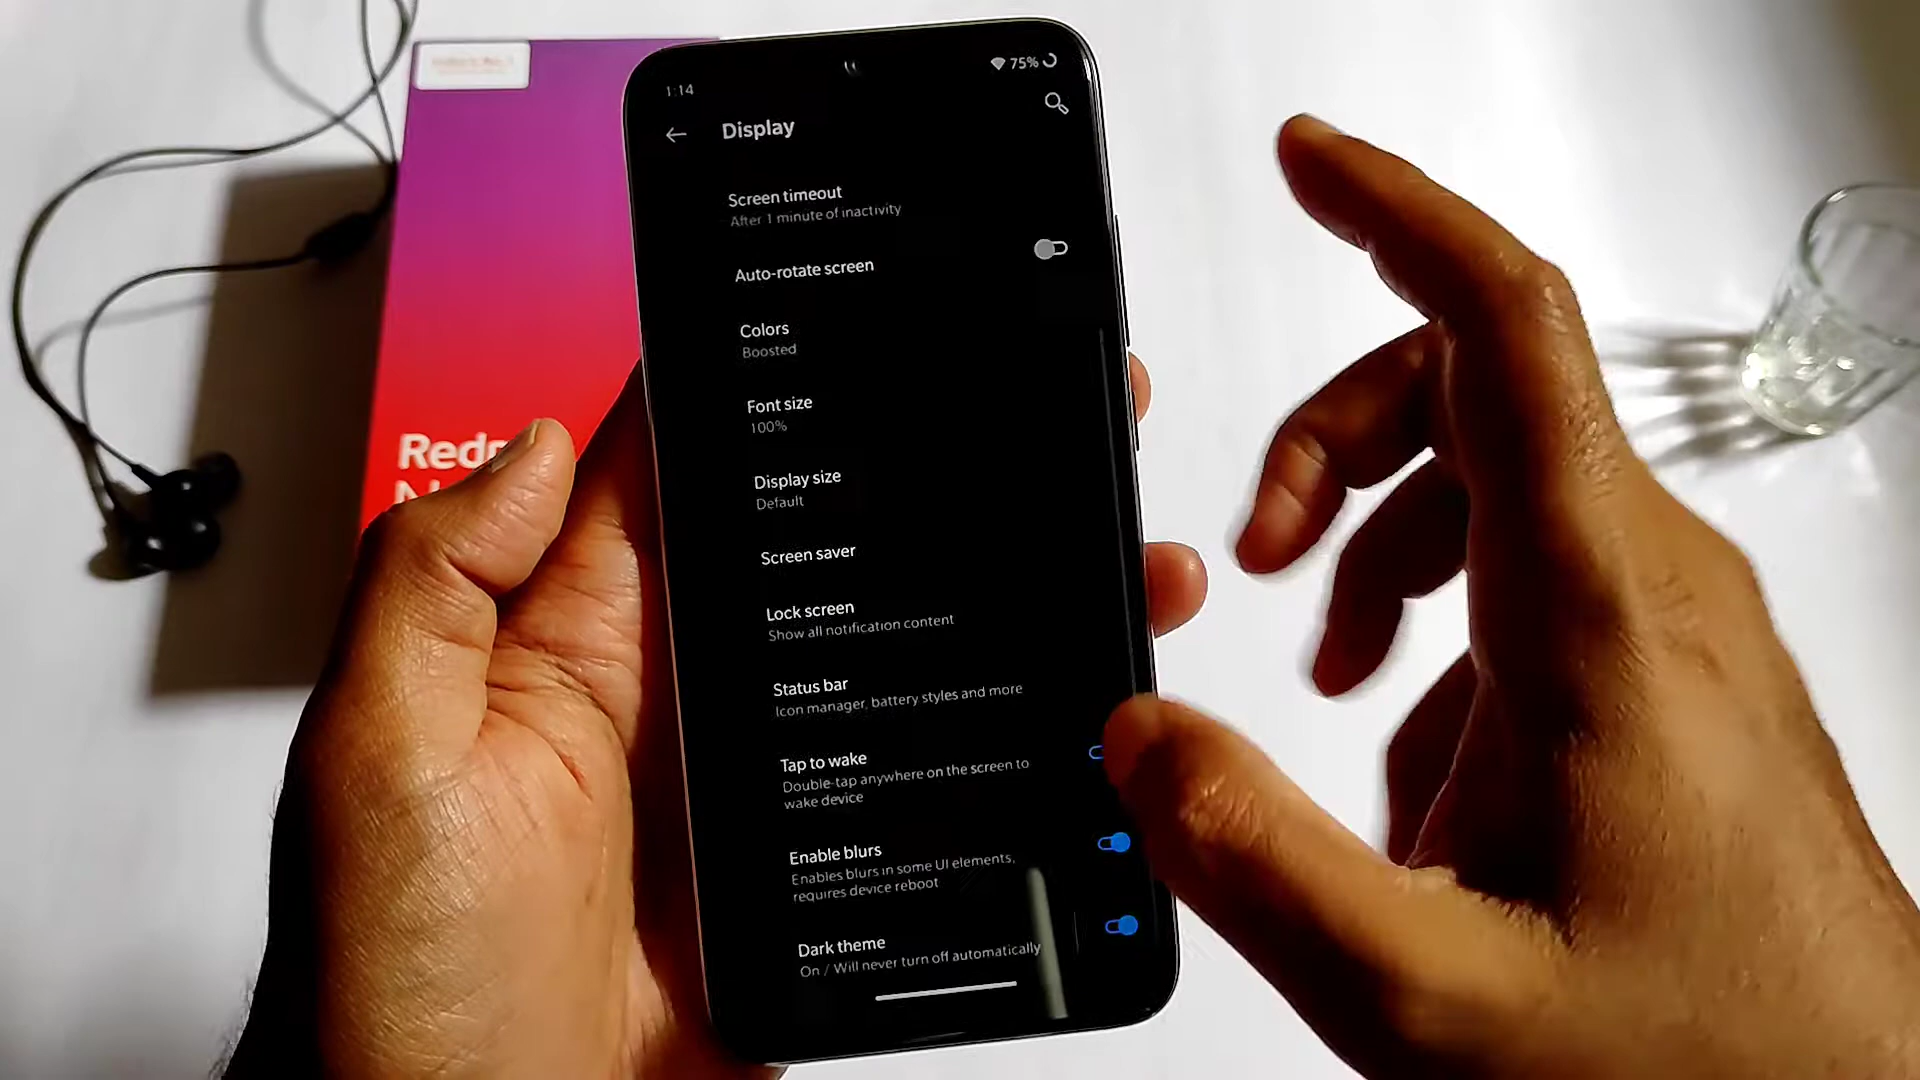 1:14
75%
Display
Screen timeout
After 1 minute of inactivity
Auto-rotate screen
Colors
Boosted
Font size
100%
Display size
Default
Screen saver
Lock screen
Show all notification content
Status bar
Icon manager, battery styles and more
Tap to wake
Double-tap anywhere on the screen to
wake device
Enable blurs
Enables blurs in some UI elements,
requires device reboot
Dark theme
On / Will never turn off automatically